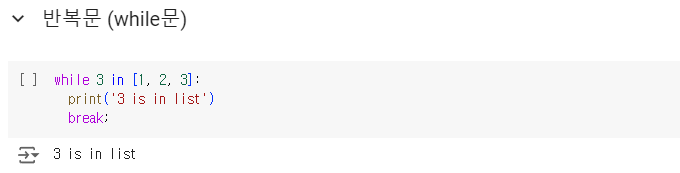 반복문 (while문)
[ ] while 3 in [1, 2, 3]:
print('3 is in list')
break;
3 is in list